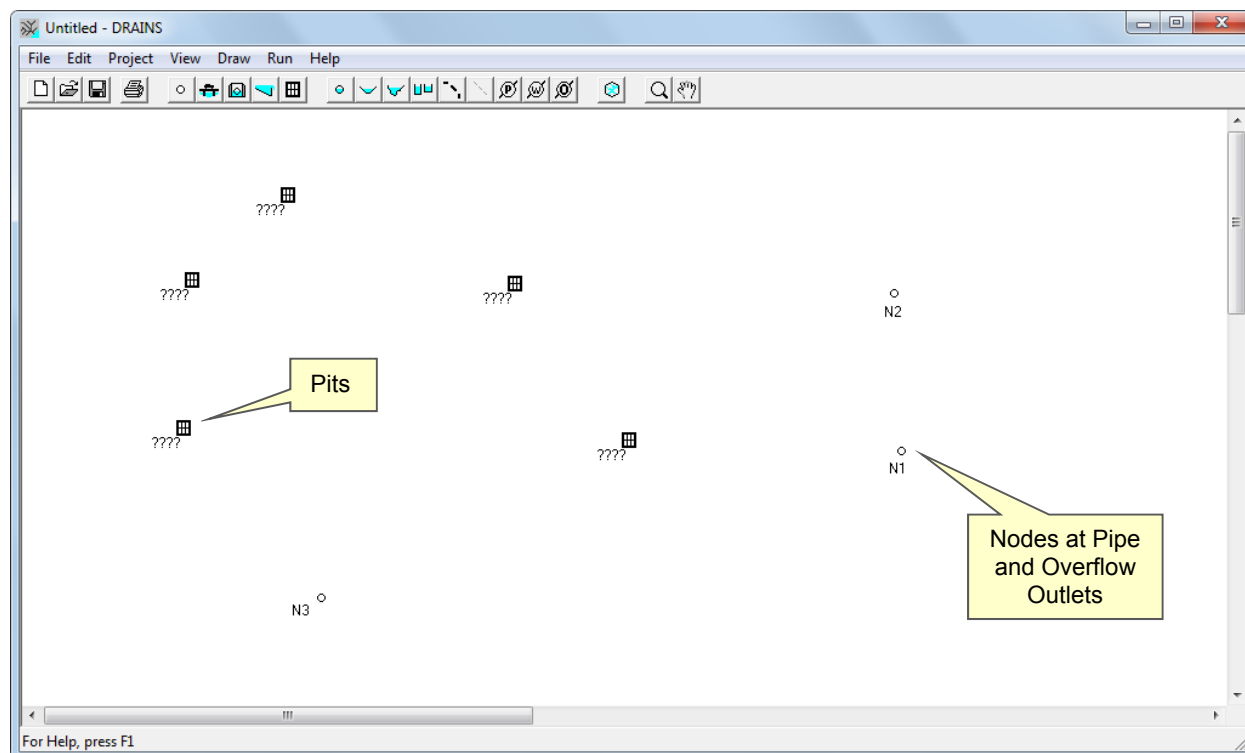 Untitled - DRAINS
File Edit Project View Draw Run Help
P W O
????
????
????
N2
Pits
????
????
N1
Nodes at Pipe
and Overflow
Outlets
N3
For Help, press F1